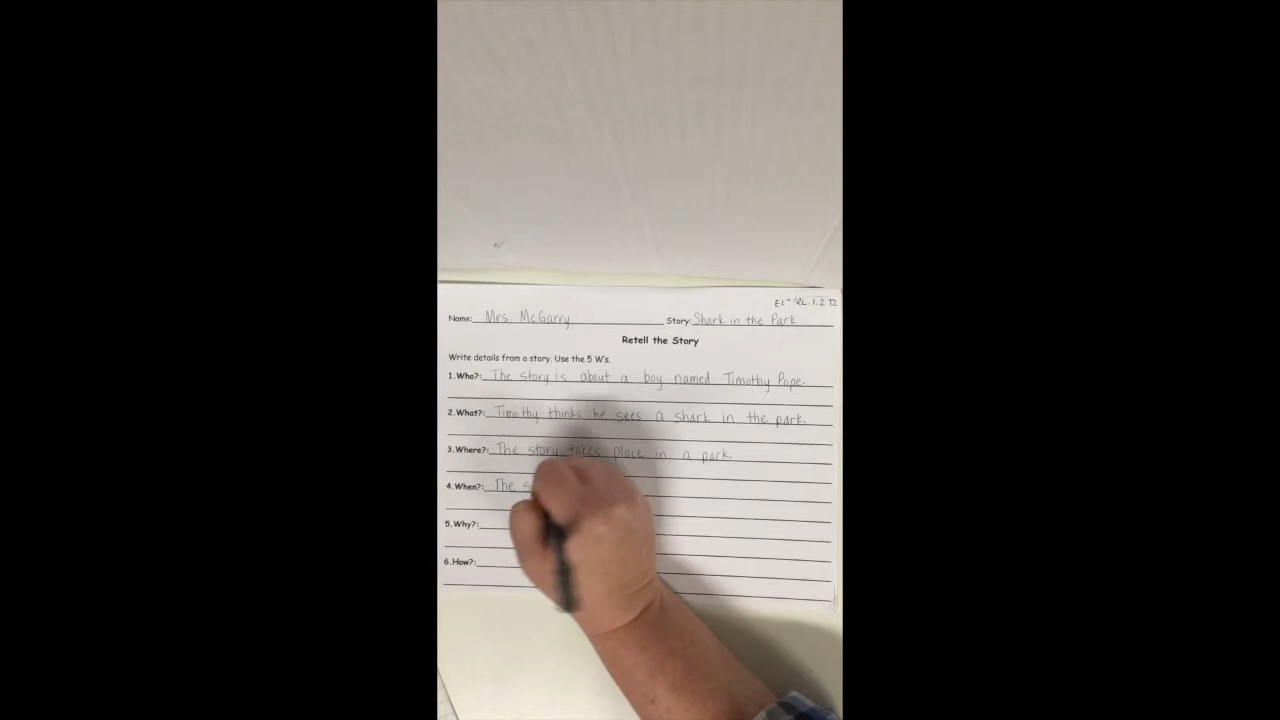 E1-RL.1.2 T2
Name: Mrs. McGarry Story: Shark in the Park
Retell the Story
Write details from a story. Use the 5 W's.
1.Who?: The story is about a boy named Timothy Pope.
2.What?: Timothy thinks he sees a shark in the park.
3.Where?: The story takes place in a park.
4.When?: The s
5.Why?:
6.How?: